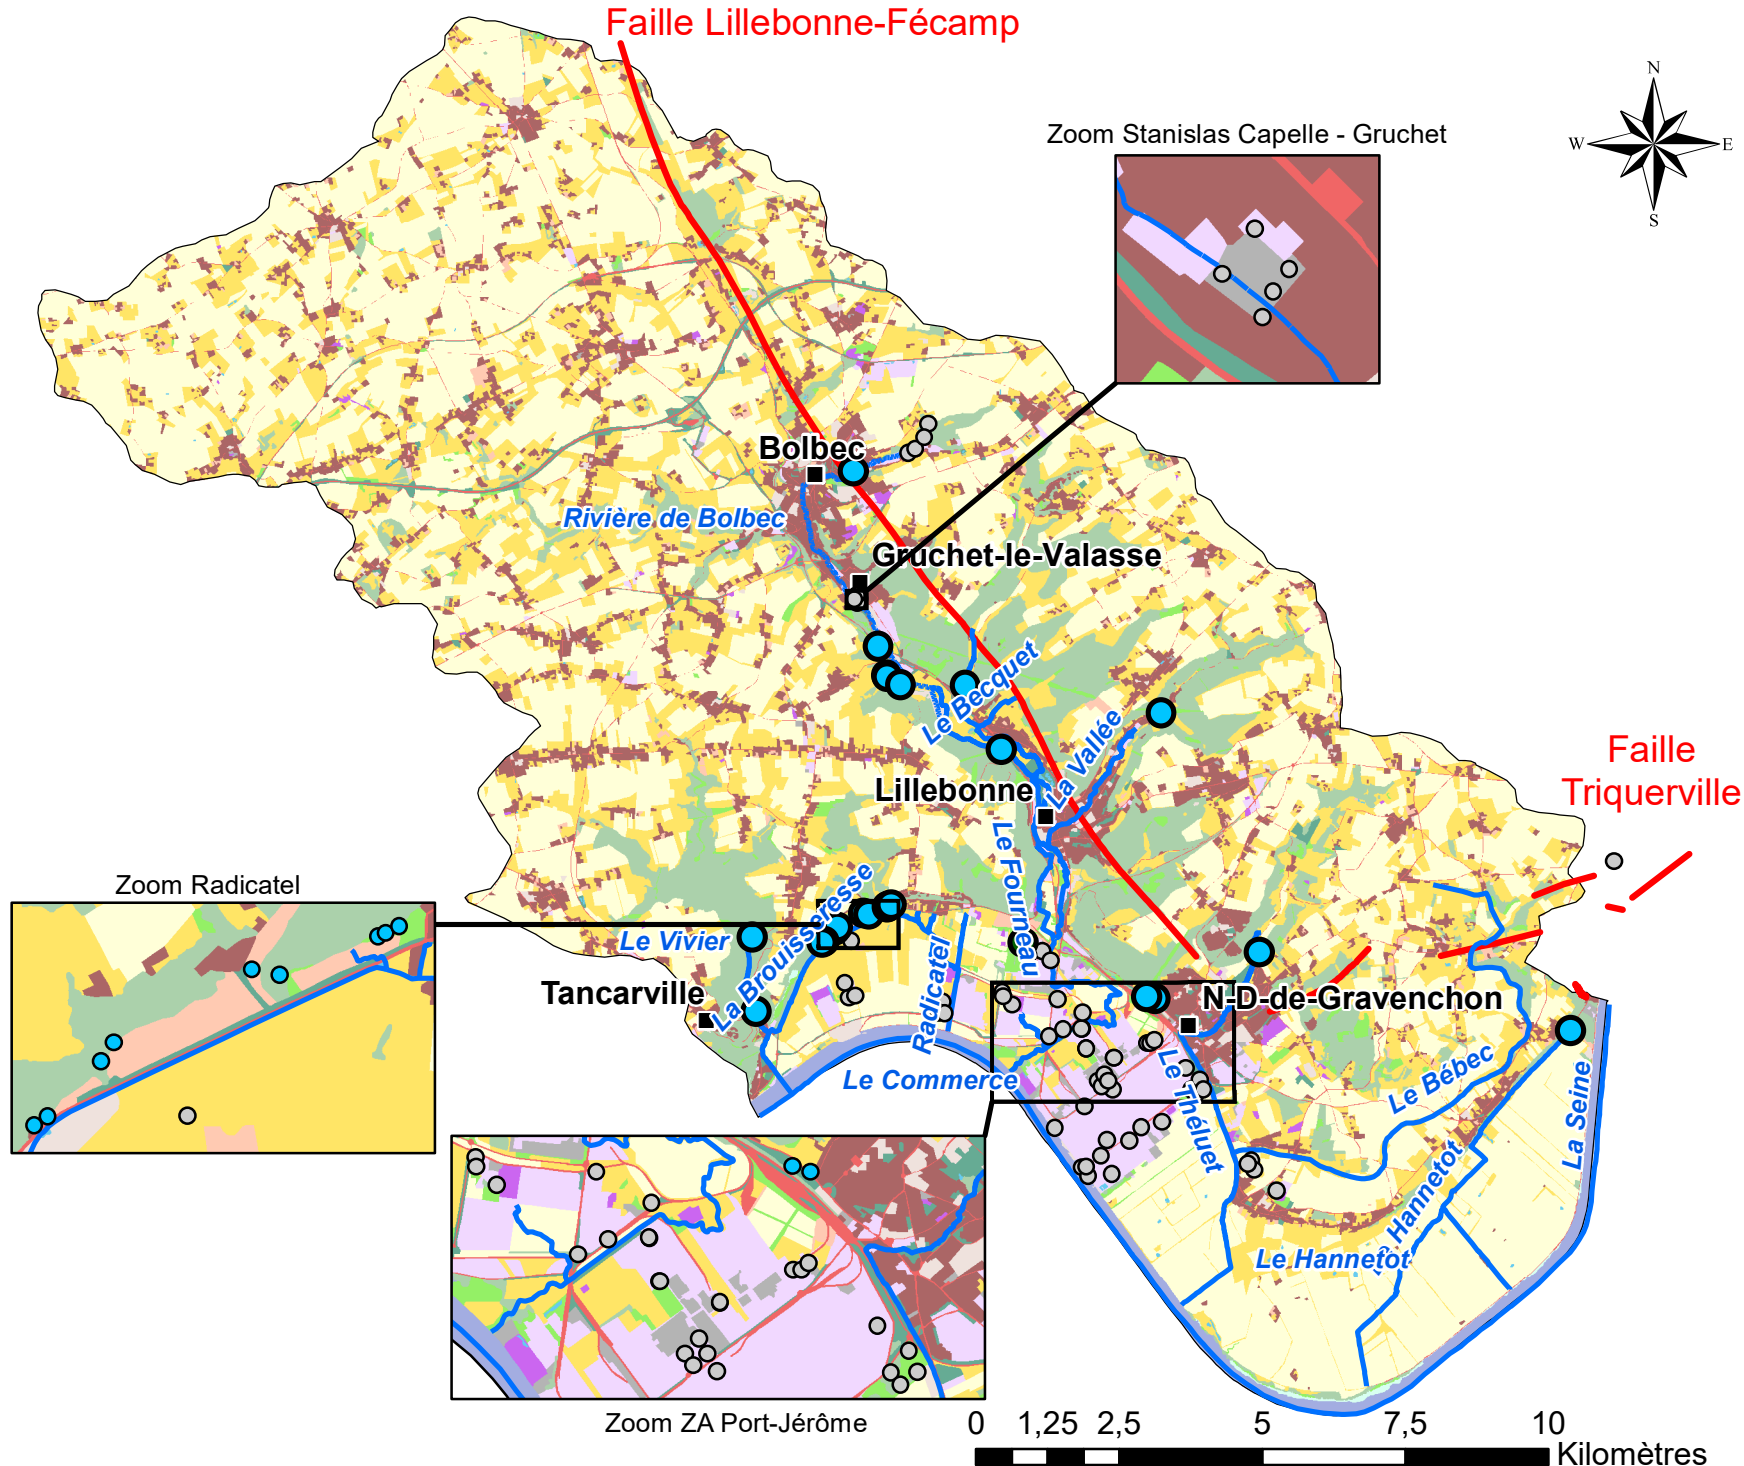 Faille Lillebonne-Fécamp
N
W
E
S
Zoom Stanislas Capelle - Gruchet
Bolbec
Rivière de Bolbec
Gruchet-le-Valasse
Le Becquet
La Vallée
Lillebonne
Faille
Triquerville
Le Fourneau
Zoom Radicatel
La Brouisseresse
Le Vivier
Radicatel
Tancarville
N-D-de-Gravenchon
Le Commerce
Le Théluet
Le Bébec
La Seine
Le Hannetot
Le Hannetot
Zoom ZA Port-Jérôme
0 1,25 2,5 5 7,5 10
Kilomètres